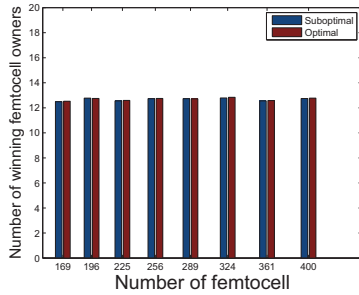 Suboptimal
Optimal
Number of winning femtocell owners
20
18
16
14
12
10
8
6
4
2
0
169 196 225 256 289 324 361 400
Number of femtocell